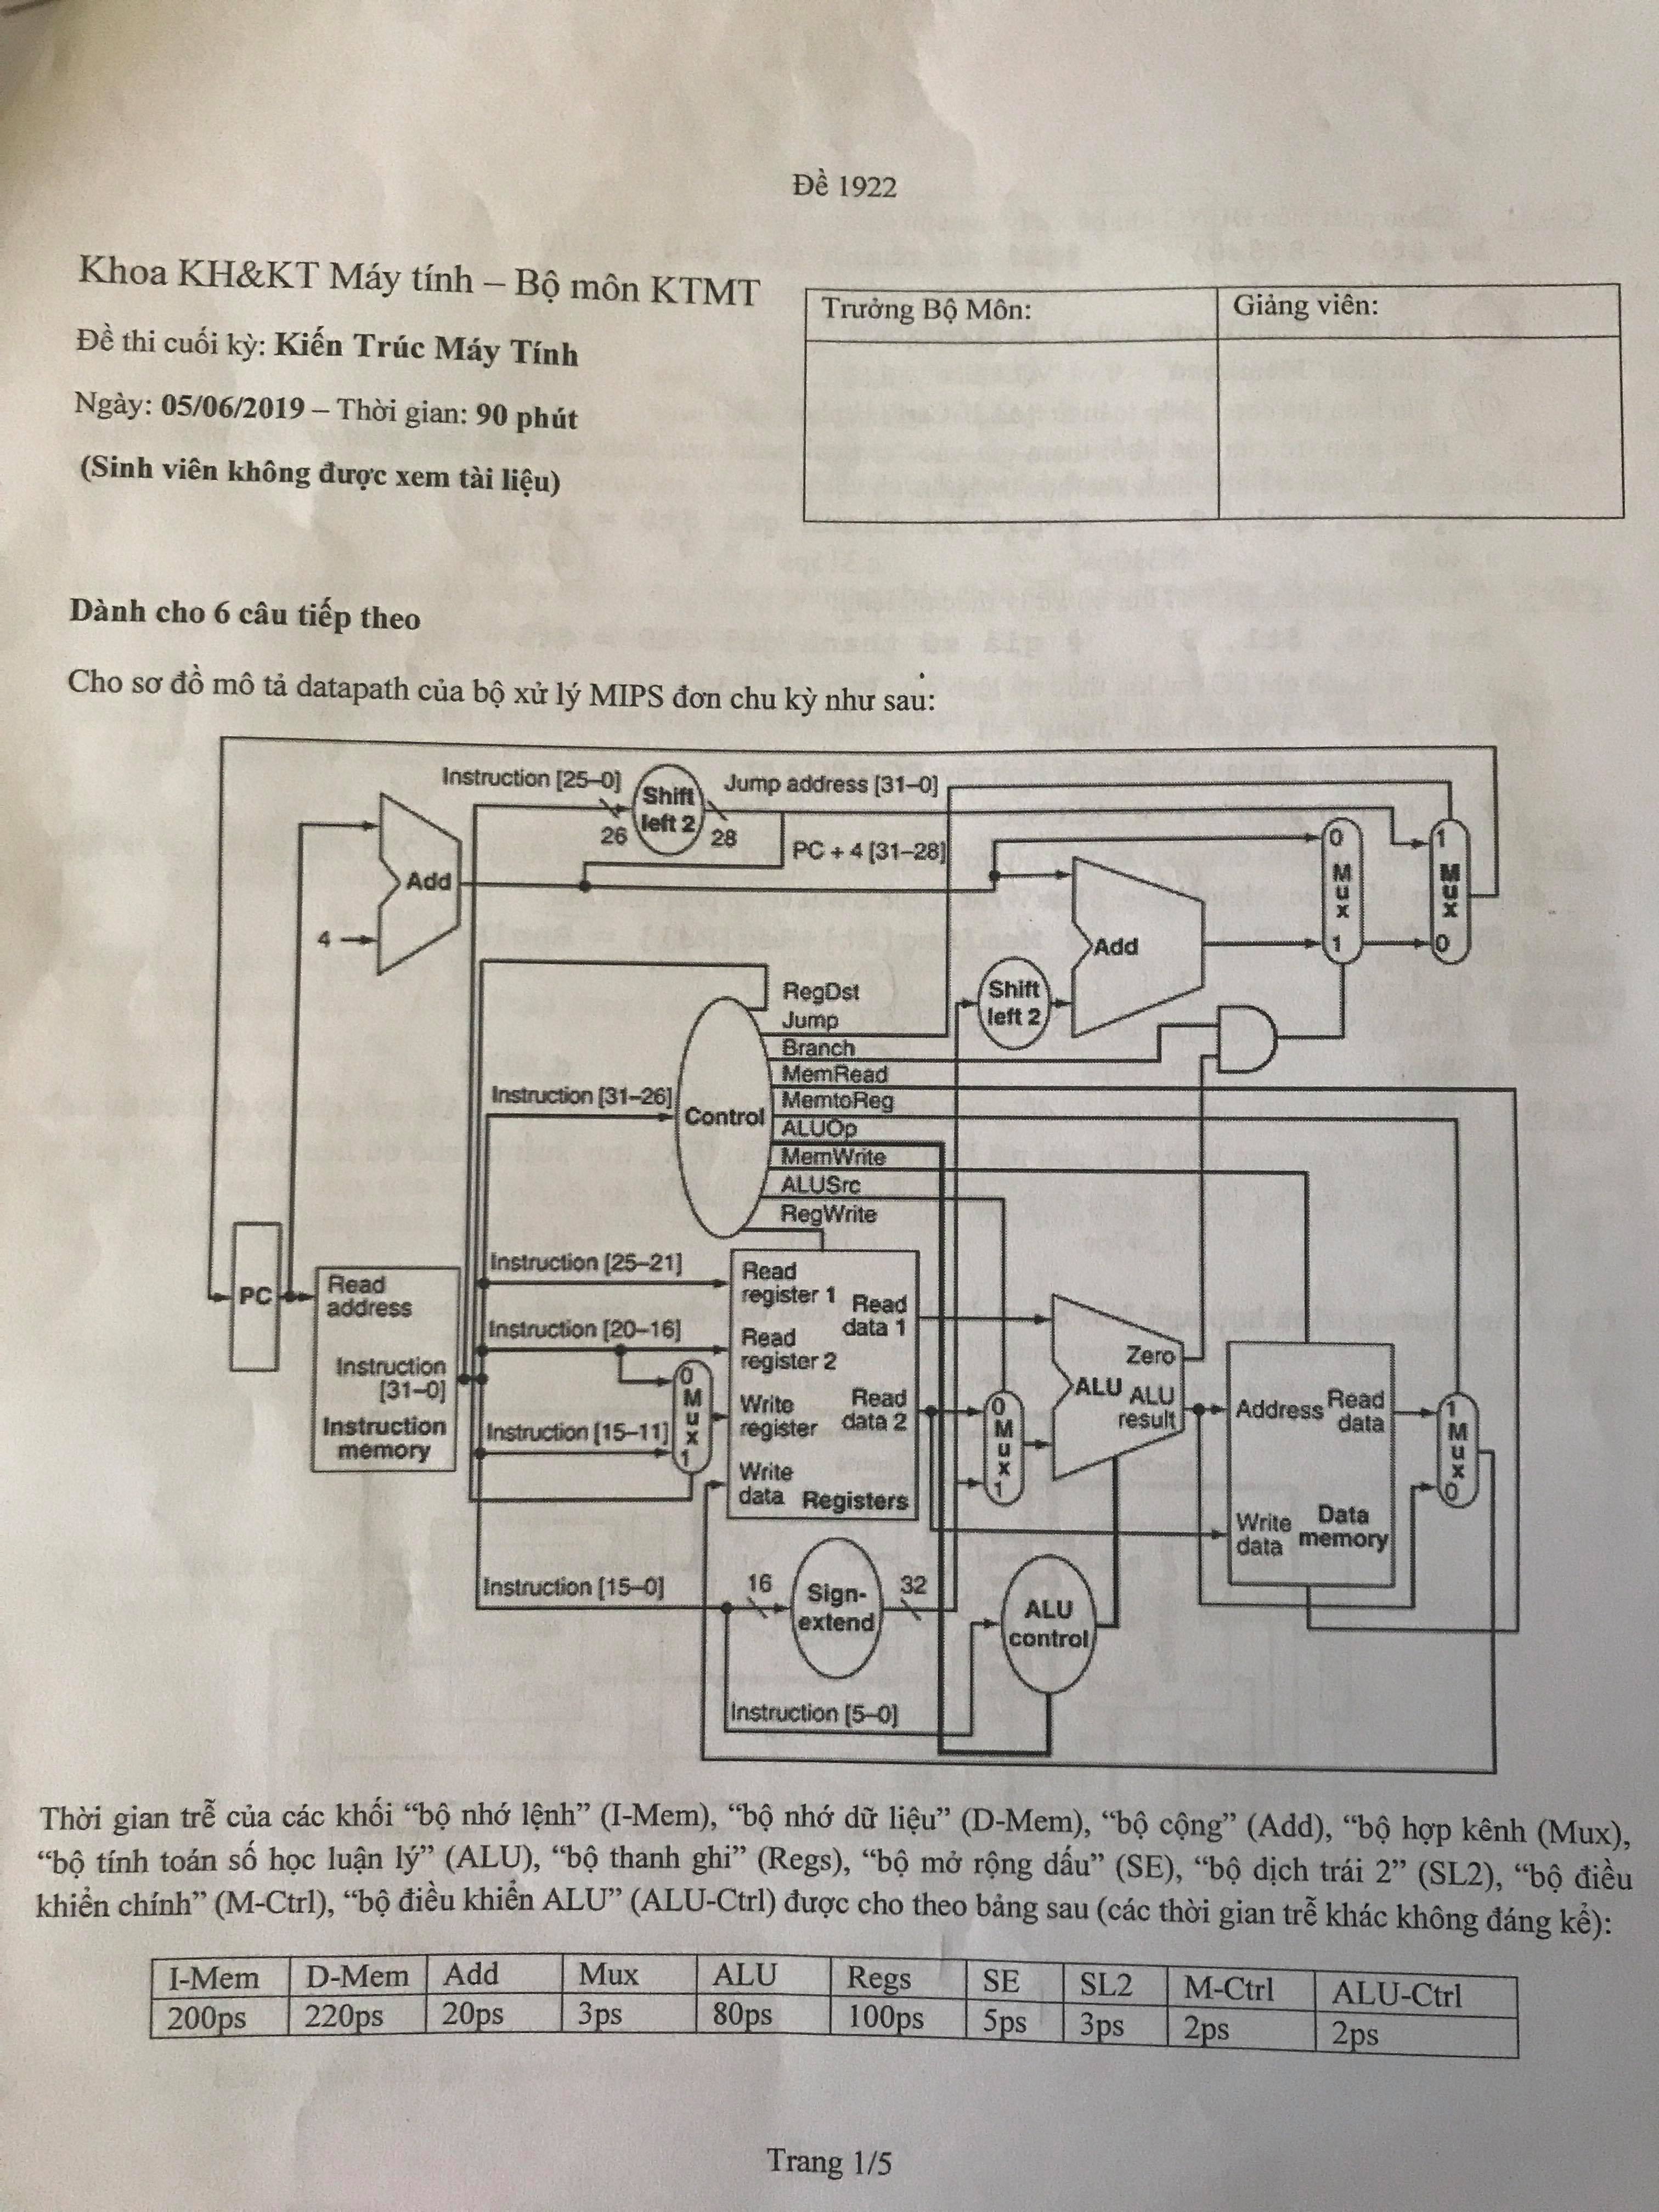 Đề 1922
Khoa KH&KT Máy tính – Bộ môn KTMT
Đề thi cuối kỳ: Kiến Trúc Máy Tính
Ngày: 05/06/2019 – Thời gian: 90 phút
(Sinh viên không được xem tài liệu)
Trưởng Bộ Môn:
Giảng viên:
Dành cho 6 câu tiếp theo
Cho sơ đồ mô tả datapath của bộ xử lý MIPS đơn chu kỳ như sau:
Instruction [25–0]
Shift
left 2
Jump address [31–0]
26
28
PC + 4 [31–28]
Add
4
0
M
u
x
1
1
M
u
x
0
Add
Shift
left 2
RegDst
Jump
Branch
MemRead
MemtoReg
ALUOp
MemWrite
ALUSrc
RegWrite
Instruction [31–26]
Control
PC
Read
address
Instruction
[31–0]
Instruction
memory
Instruction [25–21]
Instruction [20–16]
Instruction [15–11]
0
M
u
x
1
Read
register 1
Read
register 2
Write
register
Write
data
Read
data 1
Read
data 2
Registers
0
M
u
x
1
Zero
ALU
ALU
result
Address
Read
data
Write
data
Data
memory
1
M
u
x
0
Instruction [15–0]
16
Sign-
extend
32
ALU
control
Instruction [5–0]
Thời gian trễ của các khối “bộ nhớ lệnh” (I-Mem), “bộ nhớ dữ liệu” (D-Mem), “bộ cộng” (Add), “bộ hợp kênh (Mux),
“bộ tính toán số học luận lý” (ALU), “bộ thanh ghi” (Regs), “bộ mở rộng dấu” (SE), “bộ dịch trái 2” (SL2), “bộ điều
khiển chính” (M-Ctrl), “bộ điều khiển ALU” (ALU-Ctrl) được cho theo bảng sau (các thời gian trễ khác không đáng kể):
I-Mem D-Mem Add Mux ALU Regs SE SL2 M-Ctrl ALU-Ctrl
200ps 220ps 20ps 3ps 80ps 100ps 5ps 3ps 2ps 2ps
Trang 1/5